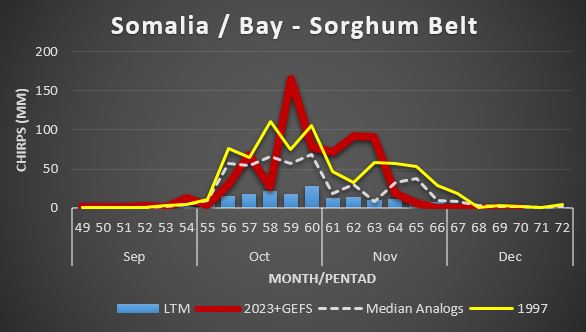 Somalia / Bay - Sorghum Belt
CHIRPS (MM)
200
150
100
50
0
49 50 51 52 53 54 55 56 57 58 59 60 61 62 63 64 65 66 67 68 69 70 71 72
Sep Oct Nov Dec
MONTH/PENTAD
LTM 2023+GEFS Median Analogs 1997